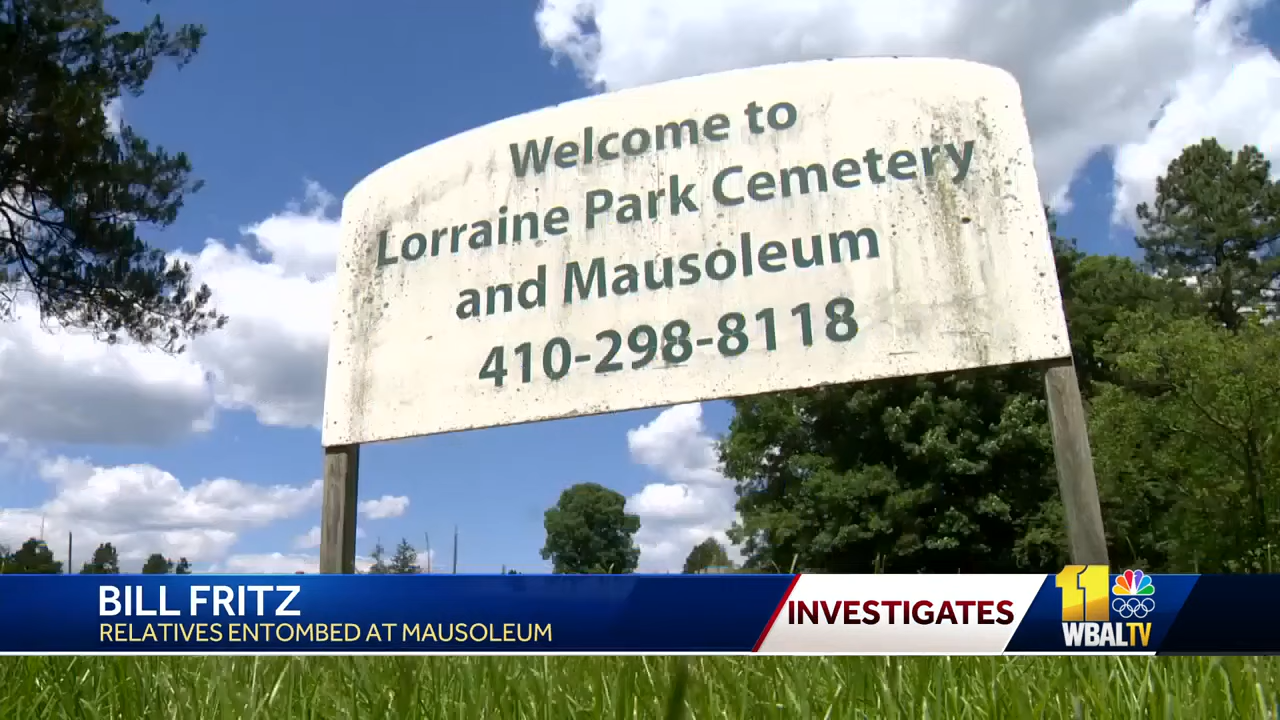 Welcome to
Lorraine Park Cemetery
and Mausoleum
410-298-8118
BILL FRITZ
RELATIVES ENTOMBED AT MAUSOLEUM
INVESTIGATES
11
WBALTV